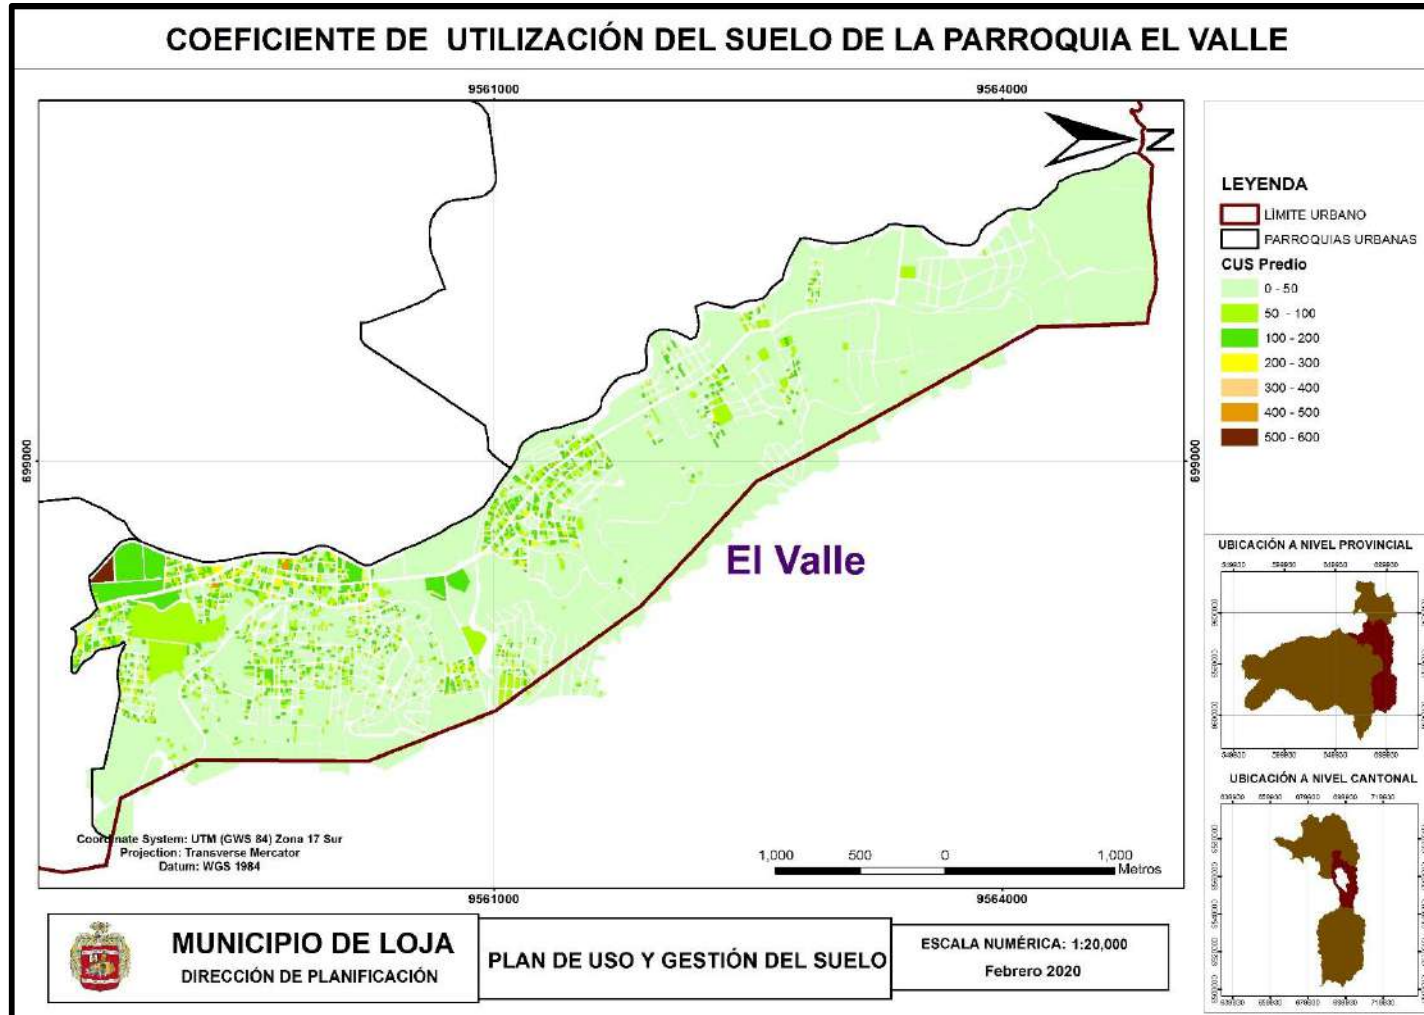 COEFICIENTE DE UTILIZACIÓN DEL SUELO DE LA PARROQUIA EL VALLE
9561000
9564000
N
699000
699000
El Valle
Coordinate System: UTM (GWS 84) Zona 17 Sur
Projection: Transverse Mercator
Datum: WGS 1984
1,000 500 0 1,000
Metros
9561000
9564000
LEYENDA
LÍMITE URBANO
PARROQUIAS URBANAS
CUS Predio
0 - 50
50 - 100
100 - 200
200 - 300
300 - 400
400 - 500
500 - 600
UBICACIÓN A NIVEL PROVINCIAL
UBICACIÓN A NIVEL CANTONAL
MUNICIPIO DE LOJA
DIRECCIÓN DE PLANIFICACIÓN
PLAN DE USO Y GESTIÓN DEL SUELO
ESCALA NUMÉRICA: 1:20,000
Febrero 2020